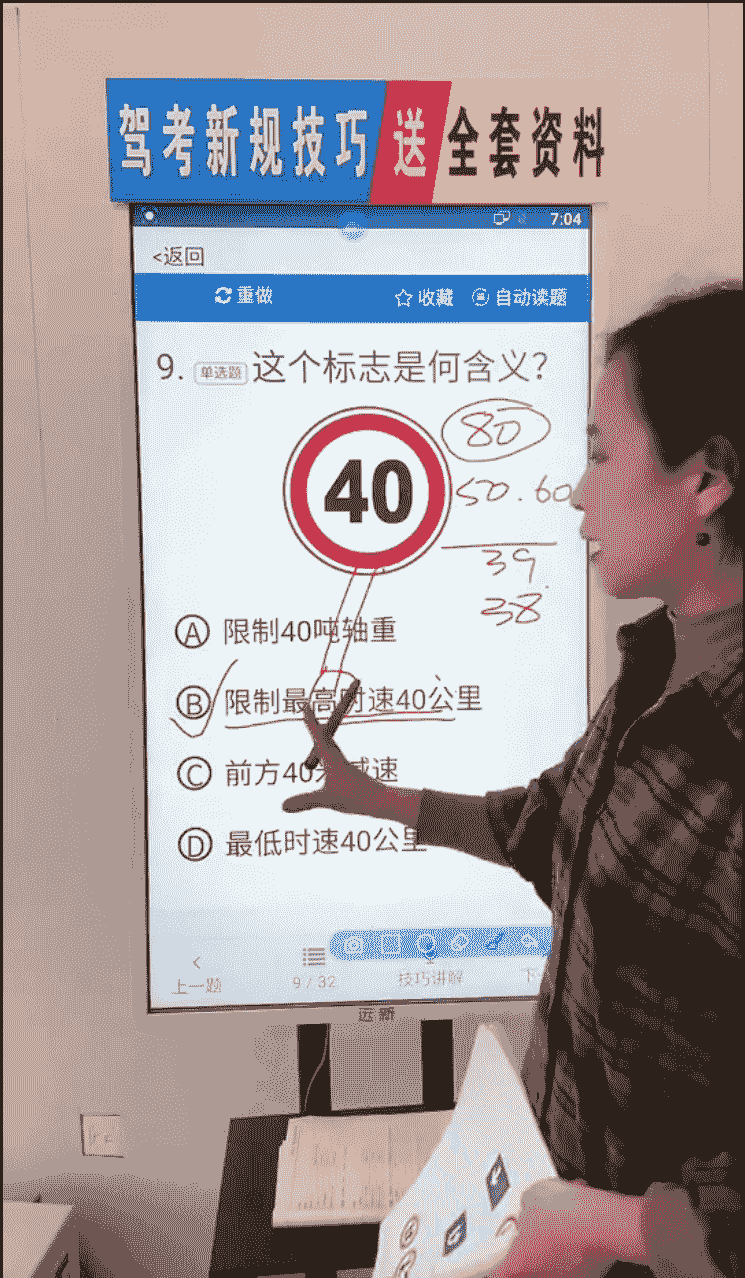 驾考新规技巧 送 全套资料
7:04
<返回
重做 收藏 自动读题
9. 单选题 这个标志是何含义?
40
80
50.60
39
38
A 限制40吨轴重
B 限制最高时速40公里
C 前方40米减速
D 最低时速40公里
上一题 9 / 32 技巧讲解 下
远新